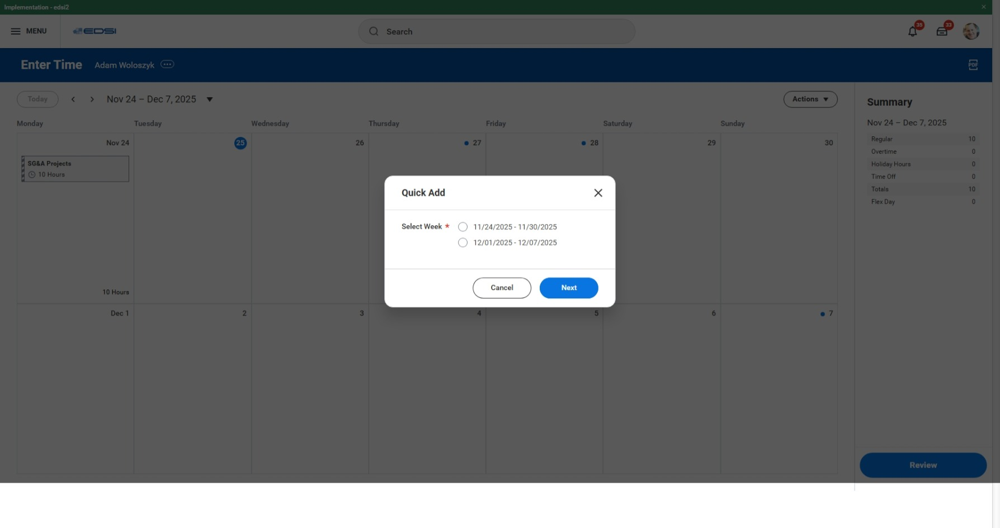 Implementation - edsi2
MENU
EDSI
Search
35
33
Enter Time
Adam Woloszyk
PDF
Today
Nov 24 – Dec 7, 2025
Actions
Monday
Tuesday
Wednesday
Thursday
Friday
Saturday
Sunday
Nov 24
25
26
27
28
29
30
SG&A Projects
10 Hours
10 Hours
Dec 1
2
3
4
5
6
7
Quick Add
Select Week *
11/24/2025 - 11/30/2025
12/01/2025 - 12/07/2025
Cancel
Next
Summary
Nov 24 – Dec 7, 2025
Regular 10
Overtime 0
Holiday Hours 0
Time Off 0
Totals 10
Flex Day 0
Review